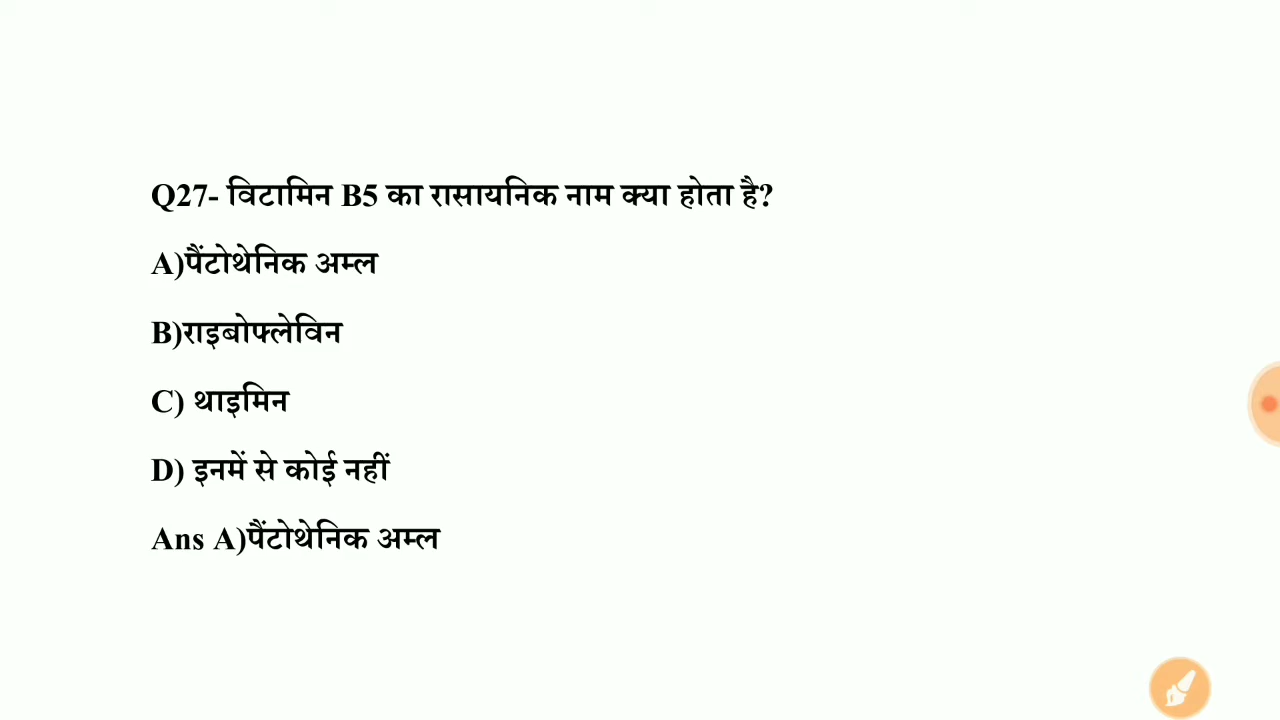 Q27- विटामिन B5 का रासायनिक नाम क्या होता है?
A)पैंटोथेनिक अम्ल
B)राइबोफ्लेविन
C) थाइमिन
D) इनमें से कोई नहीं
Ans A)पैंटोथेनिक अम्ल